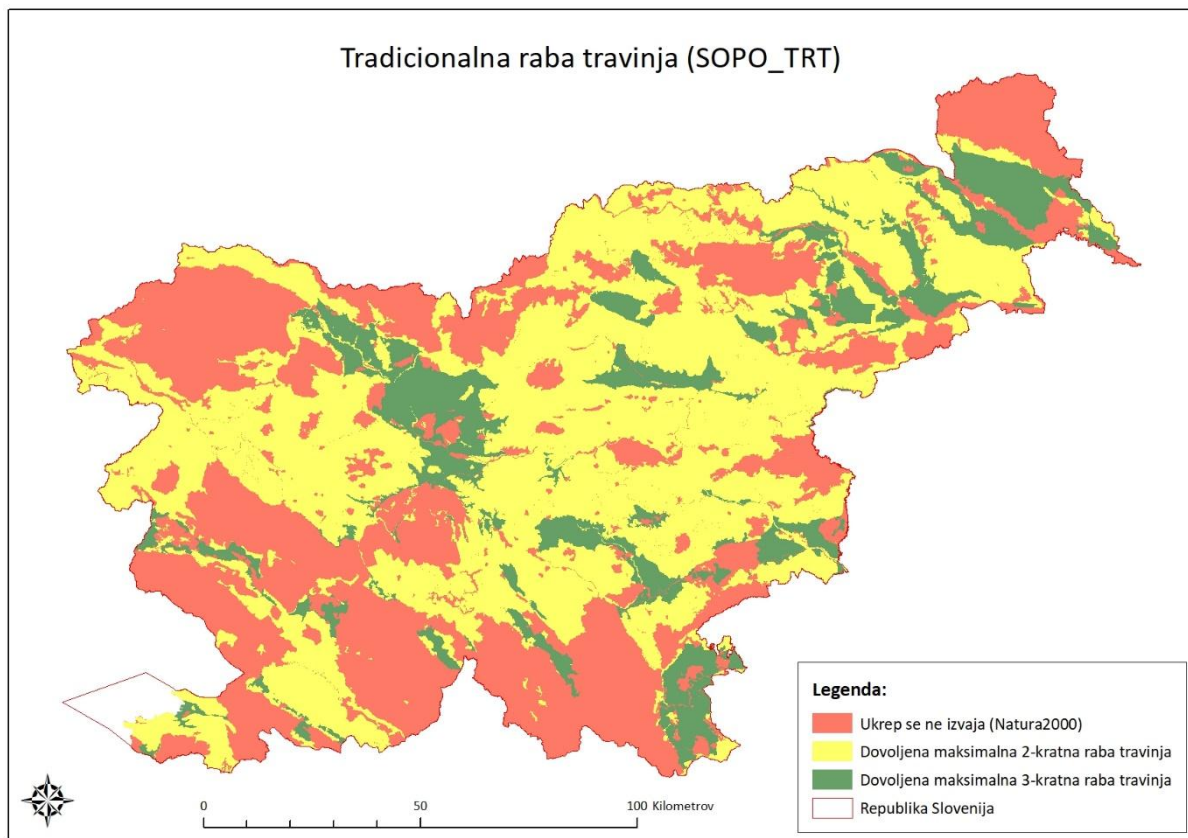 Tradicionalna raba travinja (SOPO_TRT)
Legenda:
Ukrep se ne izvaja (Natura2000)
Dovoljena maksimalna 2-kratna raba travinja
Dovoljena maksimalna 3-kratna raba travinja
Republika Slovenija
0 50 100 Kilometrov